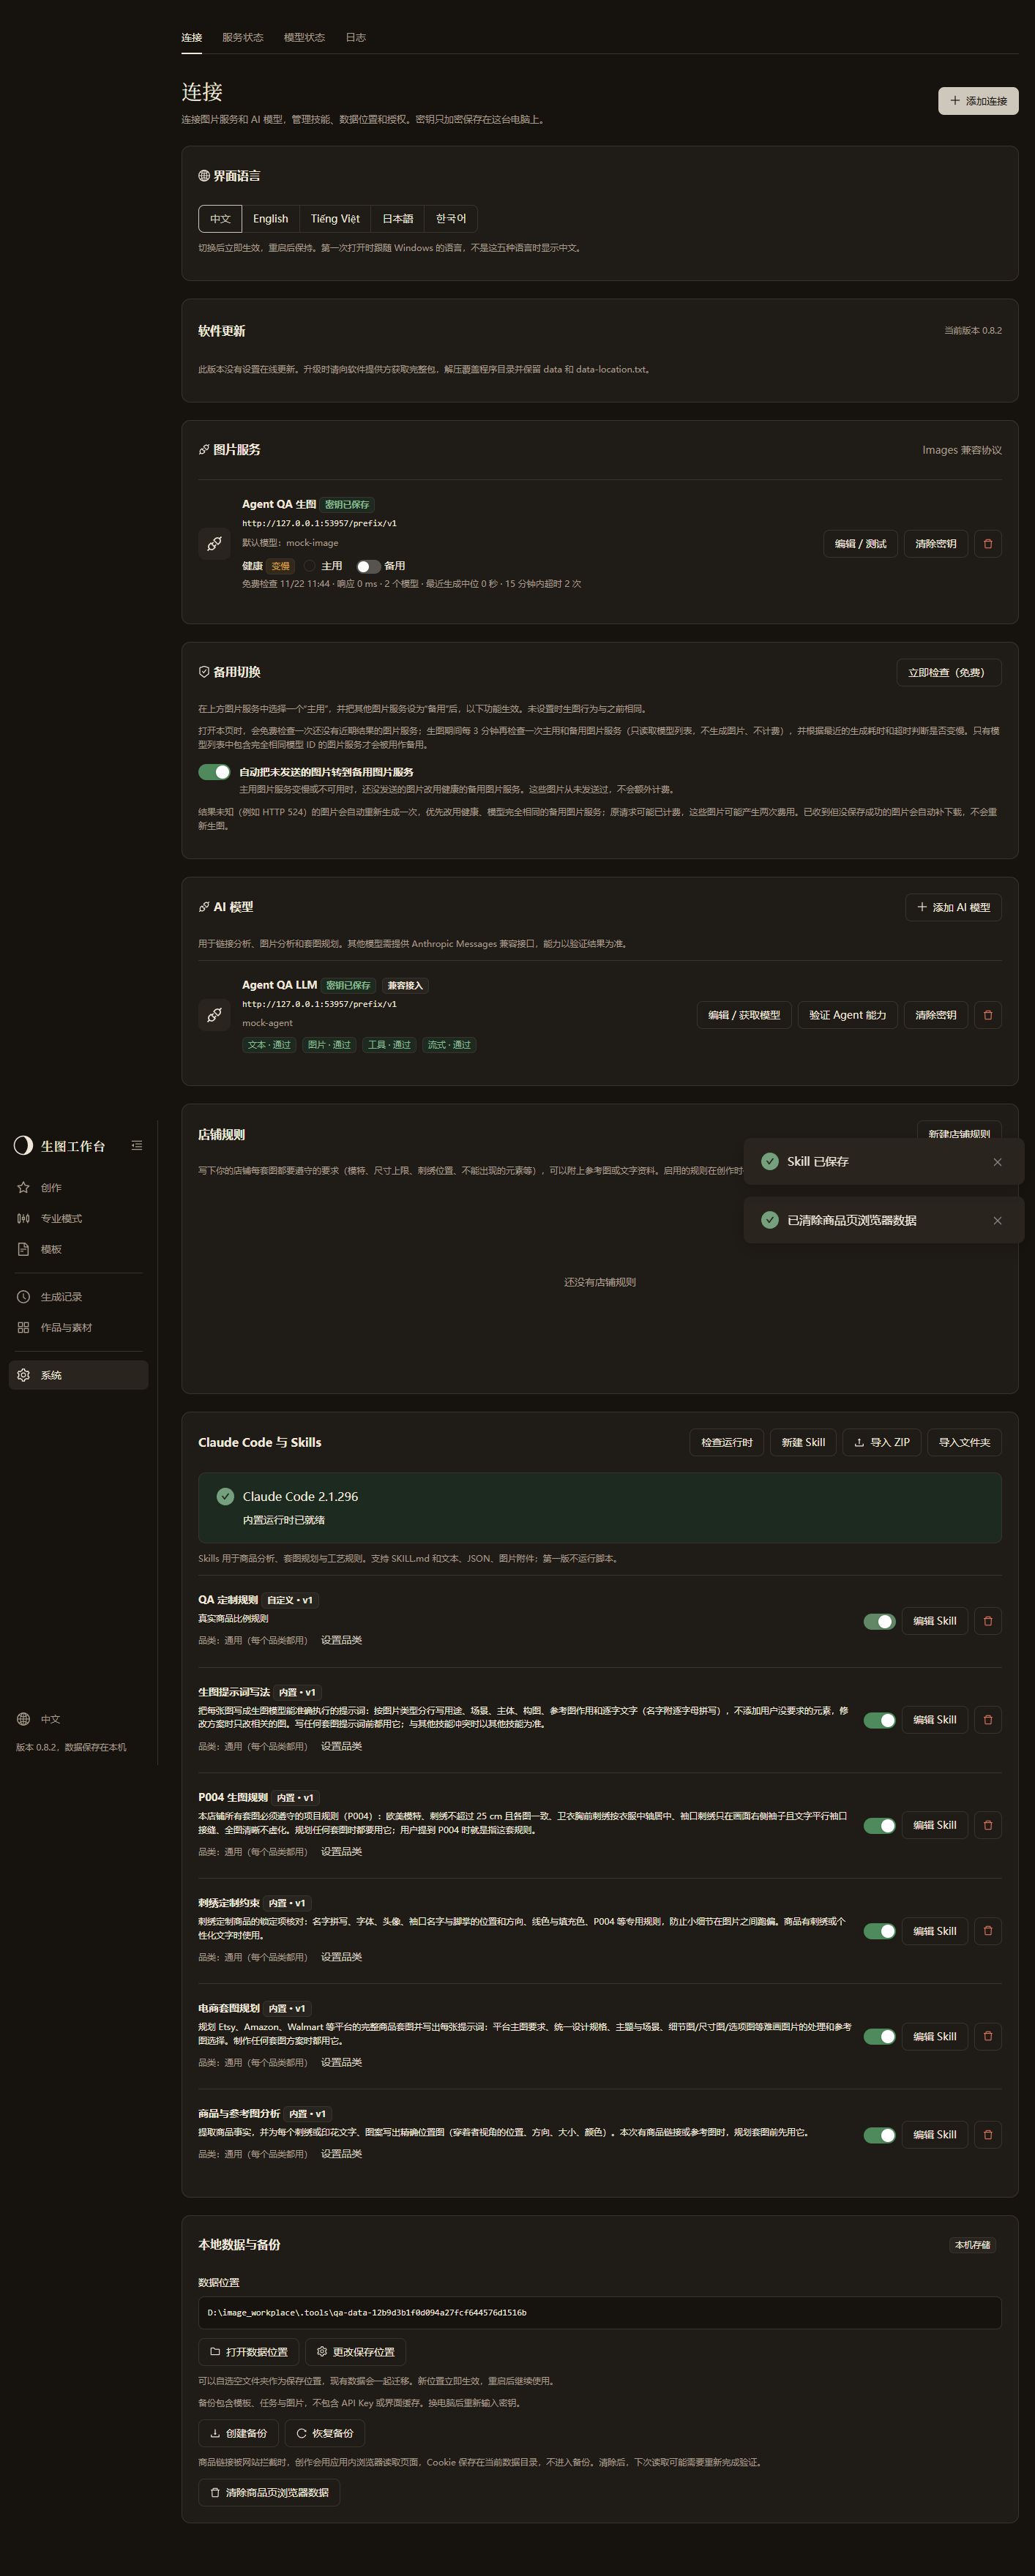 连接
服务状态
模型状态
日志
连接
连接图片服务和 AI 模型，管理技能、数据位置和授权。密钥只加密保存在这台电脑上。
添加连接
界面语言
中文
English
Tiếng Việt
日本語
한국어
切换后立即生效，重启后保持。第一次打开时跟随 Windows 的语言，不是这五种语言时显示中文。
软件更新
当前版本 0.8.2
此版本没有设置在线更新。升级时请向软件提供方获取完整包，解压覆盖程序目录并保留 data 和 data-location.txt。
图片服务
Images 兼容协议
Agent QA 生图 密钥已保存
http://127.0.0.1:53957/prefix/v1
默认模型：mock-image
健康 变慢 主用 备用
免费检查 11/22 11:44 · 响应 0 ms · 2 个模型 · 最近生成中位 0 秒 · 15 分钟内超时 2 次
编辑 / 测试
清除密钥
备用切换
立即检查（免费）
在上方图片服务中选择一个“主用”，并把其他图片服务设为“备用”后，以下功能生效。未设置时生图行为与之前相同。
打开本页时，会免费检查一次还没有近期结果的图片服务；生图期间每 3 分钟再检查一次主用和备用图片服务（只读取模型列表，不生成图片、不计费），并根据最近的生成耗时和超时判断是否变慢。只有模
型列表中包含完全相同模型 ID 的图片服务才会被用作备用。
自动把未发送的图片转到备用图片服务
主用图片服务变慢或不可用时，还没发送的图片改用健康的备用图片服务。这些图片从未发送过，不会额外计费。
结果未知（例如 HTTP 524）的图片会自动重新生成一次，优先改用健康、模型完全相同的备用图片服务；原请求可能已计费，这些图片可能产生两次费用。已收到但没保存成功的图片会自动补下载，不会重
新生图。
AI 模型
添加 AI 模型
用于链接分析、图片分析和套图规划。其他模型需提供 Anthropic Messages 兼容接口，能力以验证结果为准。
Agent QA LLM 密钥已保存 兼容接入
http://127.0.0.1:53957/prefix/v1
mock-agent
文本 · 通过
图片 · 通过
工具 · 通过
流式 · 通过
编辑 / 获取模型
验证 Agent 能力
清除密钥
店铺规则
新建店铺规则
写下你的店铺每套图都要遵守的要求（模特、尺寸上限、刺绣位置、不能出现的元素等），可以附上参考图或文字资料。启用的规则在创作时
Skill 已保存
已清除商品页浏览器数据
还没有店铺规则
生图工作台
创作
专业模式
模板
生成记录
作品与素材
系统
中文
版本 0.8.2，数据保存在本机
Claude Code 与 Skills
检查运行时
新建 Skill
导入 ZIP
导入文件夹
Claude Code 2.1.296
内置运行时已就绪
Skills 用于商品分析、套图规划与工艺规则。支持 SKILL.md 和文本、JSON、图片附件；第一版不运行脚本。
QA 定制规则 自定义 · v1
真实商品比例规则
品类：通用（每个品类都用） 设置品类
编辑 Skill
生图提示词写法 内置 · v1
把每张图写成生图模型能准确执行的提示词：按图片类型分行写用途、场景、主体、构图、参考图作用和逐字文字（名字附逐字母拼写），不添加用户没要求的元素，修
改方案时只改相关的图。写任何套图提示词前都用它；与其他技能冲突时以其他技能为准。
品类：通用（每个品类都用） 设置品类
编辑 Skill
P004 生图规则 内置 · v1
本店铺所有套图必须遵守的项目规则（P004）：欧美模特、刺绣不超过 25 cm 且各图一致、卫衣胸前刺绣按衣服中轴居中、袖口刺绣只在画面右侧袖子且文字平行袖口
接缝、全图清晰不虚化。规划任何套图时都要用它；用户提到 P004 时就是指这套规则。
品类：通用（每个品类都用） 设置品类
编辑 Skill
刺绣定制约束 内置 · v1
刺绣定制商品的锁定项核对：名字拼写、字体、头像、袖口名字与脚掌的位置和方向、线色与填充色、P004 等专用规则，防止小细节在图片之间跑偏。商品有刺绣或个
性化文字时使用。
品类：通用（每个品类都用） 设置品类
编辑 Skill
电商套图规划 内置 · v1
规划 Etsy、Amazon、Walmart 等平台的完整商品套图并写出每张提示词：平台主图要求、统一设计规格、主题与场景、细节图/尺寸图/选项图等难画图片的处理和参考
图选择。制作任何套图方案时都用它。
品类：通用（每个品类都用） 设置品类
编辑 Skill
商品与参考图分析 内置 · v1
提取商品事实，并为每个刺绣或印花文字、图案写出精确位置图（穿着者视角的位置、方向、大小、颜色）。本次有商品链接或参考图时，规划套图前先用它。
品类：通用（每个品类都用） 设置品类
编辑 Skill
本地数据与备份
本机存储
数据位置
D:\image_workplace\.tools\qa-data-12b9d3b1f0d094a27fcf644576d1516b
打开数据位置
更改保存位置
可以自选空文件夹作为保存位置，现有数据会一起迁移。新位置立即生效，重启后继续使用。
备份包含模板、任务与图片，不包含 API Key 或界面缓存。换电脑后重新输入密钥。
创建备份
恢复备份
商品链接被网站拦截时，创作会用应用内浏览器读取页面，Cookie 保存在当前数据目录，不进入备份。清除后，下次读取可能需要重新完成验证。
清除商品页浏览器数据